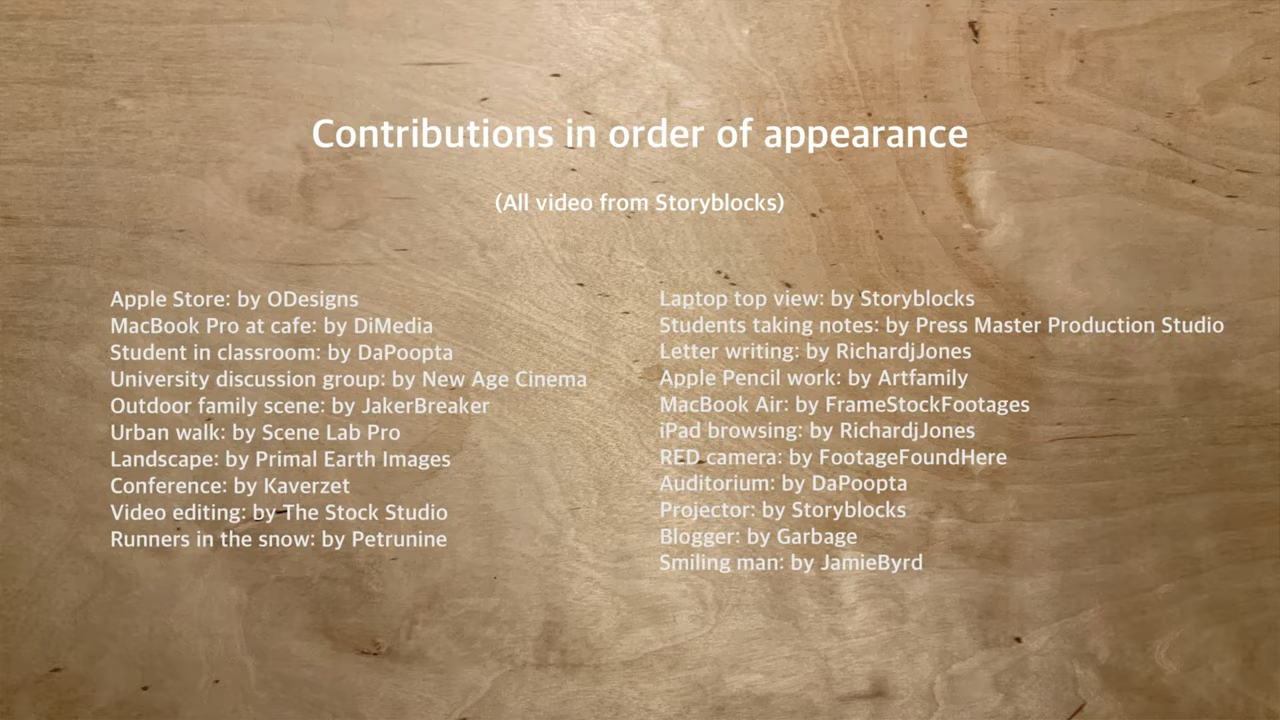 Contributions in order of appearance
(All video from Storyblocks)
Apple Store: by ODesigns
MacBook Pro at cafe: by DiMedia
Student in classroom: by DaPoopta
University discussion group: by New Age Cinema
Outdoor family scene: by JakerBreaker
Urban walk: by Scene Lab Pro
Landscape: by Primal Earth Images
Conference: by Kaverzet
Video editing: by The Stock Studio
Runners in the snow: by Petrunine
Laptop top view: by Storyblocks
Students taking notes: by Press Master Production Studio
Letter writing: by RichardjJones
Apple Pencil work: by Artfamily
MacBook Air: by FrameStockFootages
iPad browsing: by RichardjJones
RED camera: by FootageFoundHere
Auditorium: by DaPoopta
Projector: by Storyblocks
Blogger: by Garbage
Smiling man: by JamieByrd